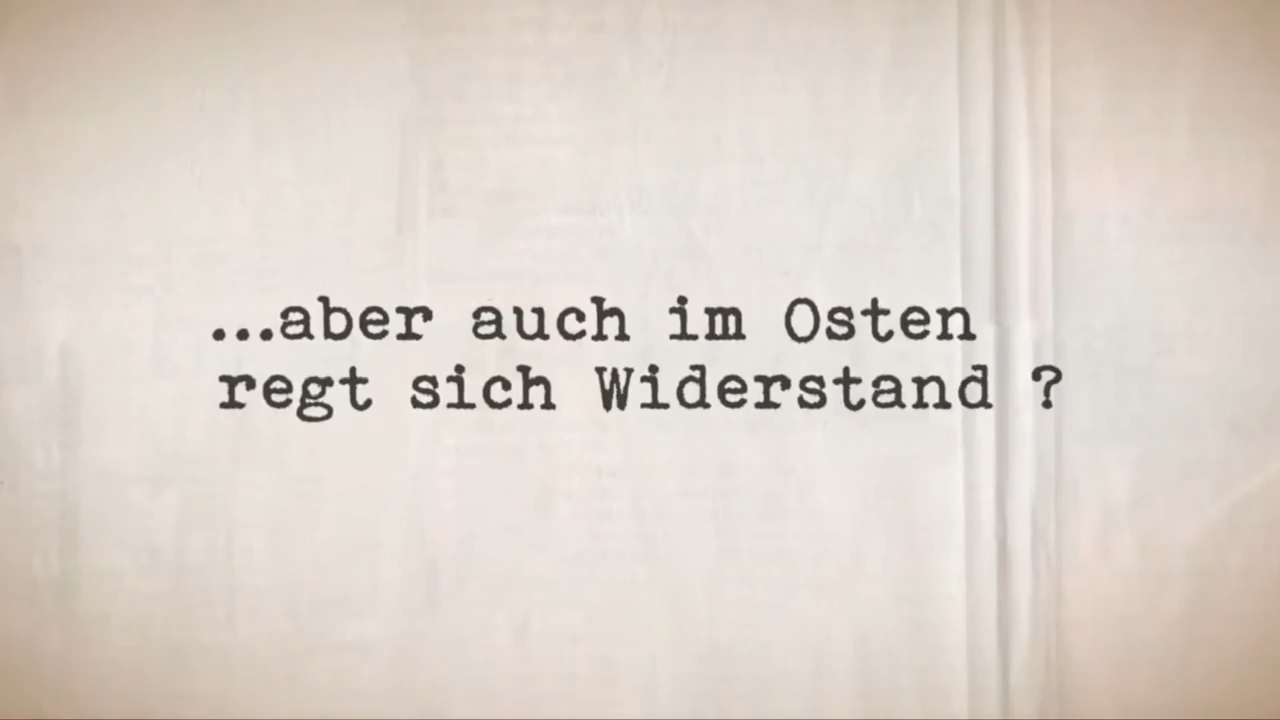 ...aber auch im Osten
regt sich Widerstand ?